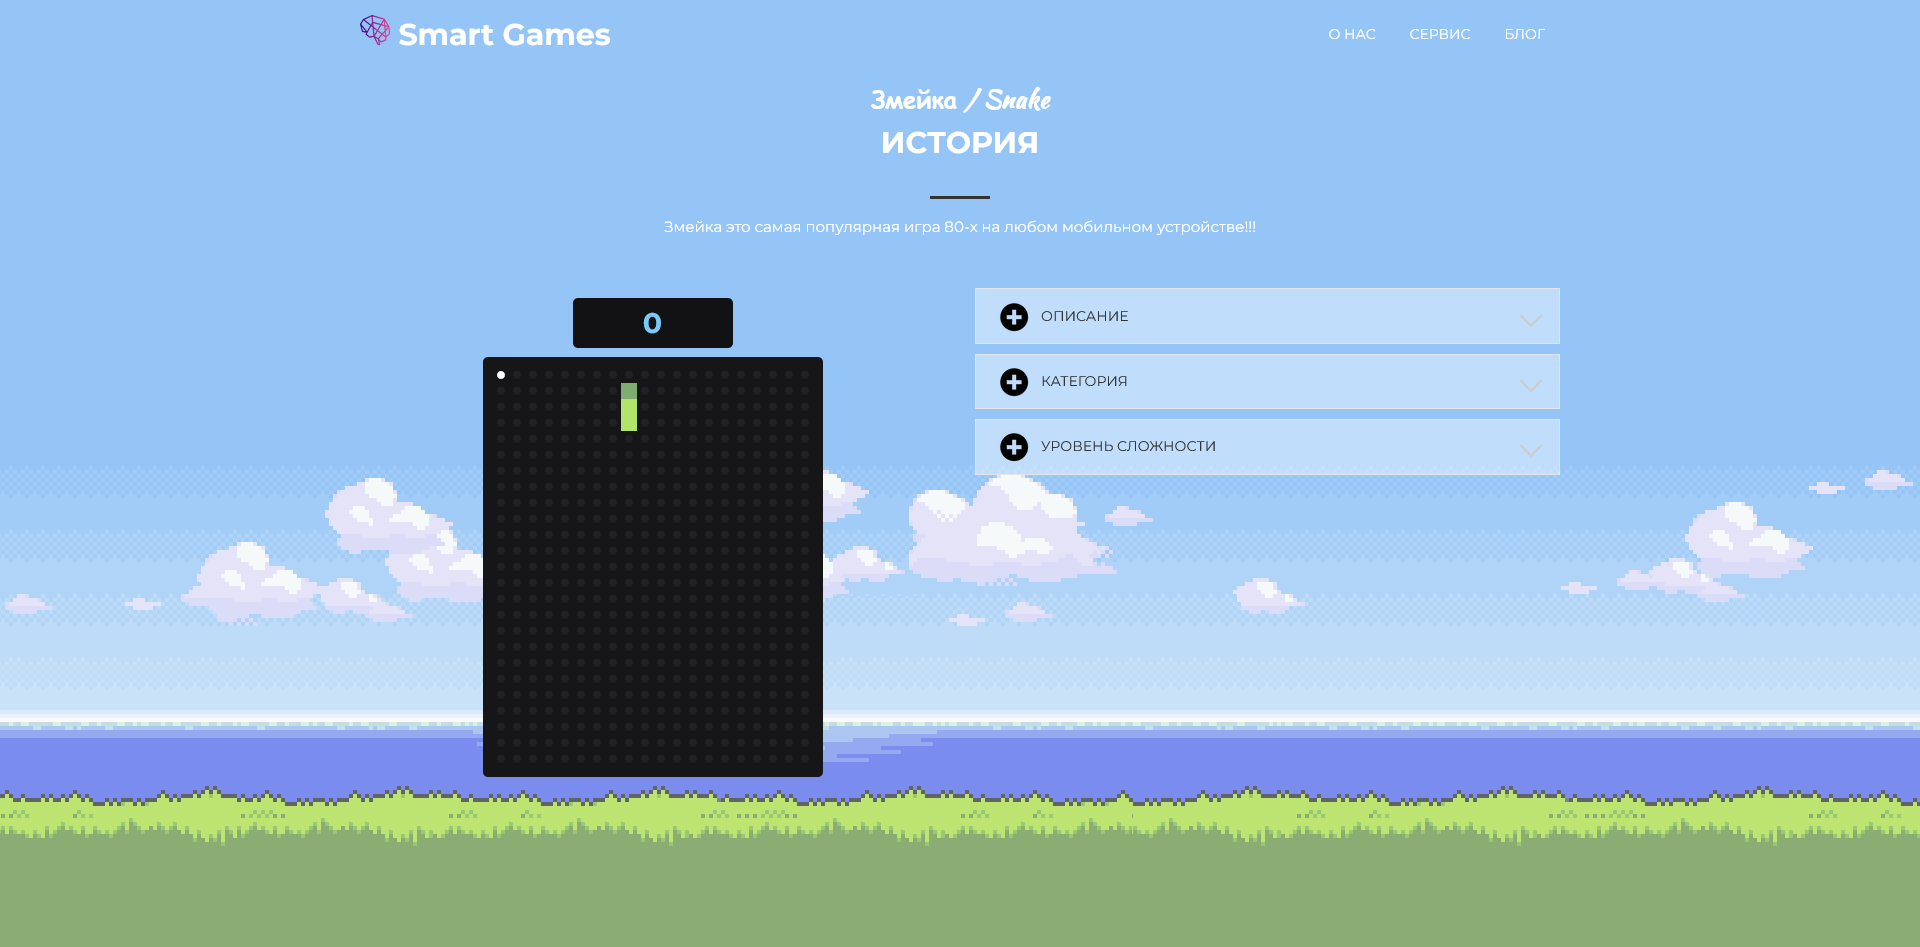 Smart Games
О НАС СЕРВИС БЛОГ
Змейка / Snake
ИСТОРИЯ
Змейка это самая популярная игра 80-х на любом мобильном устройстве!!!
0
ОПИСАНИЕ
КАТЕГОРИЯ
УРОВЕНЬ СЛОЖНОСТИ